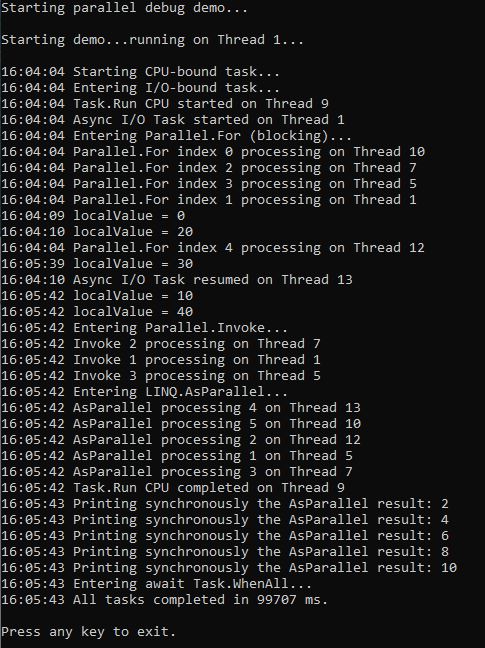 Starting parallel debug demo...
Starting demo...running on Thread 1...
16:04:04 Starting CPU-bound task...
16:04:04 Entering I/O-bound task...
16:04:04 Task.Run CPU started on Thread 9
16:04:04 Async I/O Task started on Thread 1
16:04:04 Entering Parallel.For (blocking)...
16:04:04 Parallel.For index 0 processing on Thread 10
16:04:04 Parallel.For index 2 processing on Thread 7
16:04:04 Parallel.For index 3 processing on Thread 5
16:04:04 Parallel.For index 1 processing on Thread 1
16:04:09 localValue = 0
16:04:10 localValue = 20
16:04:04 Parallel.For index 4 processing on Thread 12
16:05:39 localValue = 30
16:04:10 Async I/O Task resumed on Thread 13
16:05:42 localValue = 10
16:05:42 localValue = 40
16:05:42 Entering Parallel.Invoke...
16:05:42 Invoke 2 processing on Thread 7
16:05:42 Invoke 1 processing on Thread 1
16:05:42 Invoke 3 processing on Thread 5
16:05:42 Entering LINQ.AsParallel...
16:05:42 AsParallel processing 4 on Thread 13
16:05:42 AsParallel processing 5 on Thread 10
16:05:42 AsParallel processing 2 on Thread 12
16:05:42 AsParallel processing 1 on Thread 5
16:05:42 AsParallel processing 3 on Thread 7
16:05:42 Task.Run CPU completed on Thread 9
16:05:43 Printing synchronously the AsParallel result: 2
16:05:43 Printing synchronously the AsParallel result: 4
16:05:43 Printing synchronously the AsParallel result: 6
16:05:43 Printing synchronously the AsParallel result: 8
16:05:43 Printing synchronously the AsParallel result: 10
16:05:43 Entering await Task.WhenAll...
16:05:43 All tasks completed in 99707 ms.
Press any key to exit.